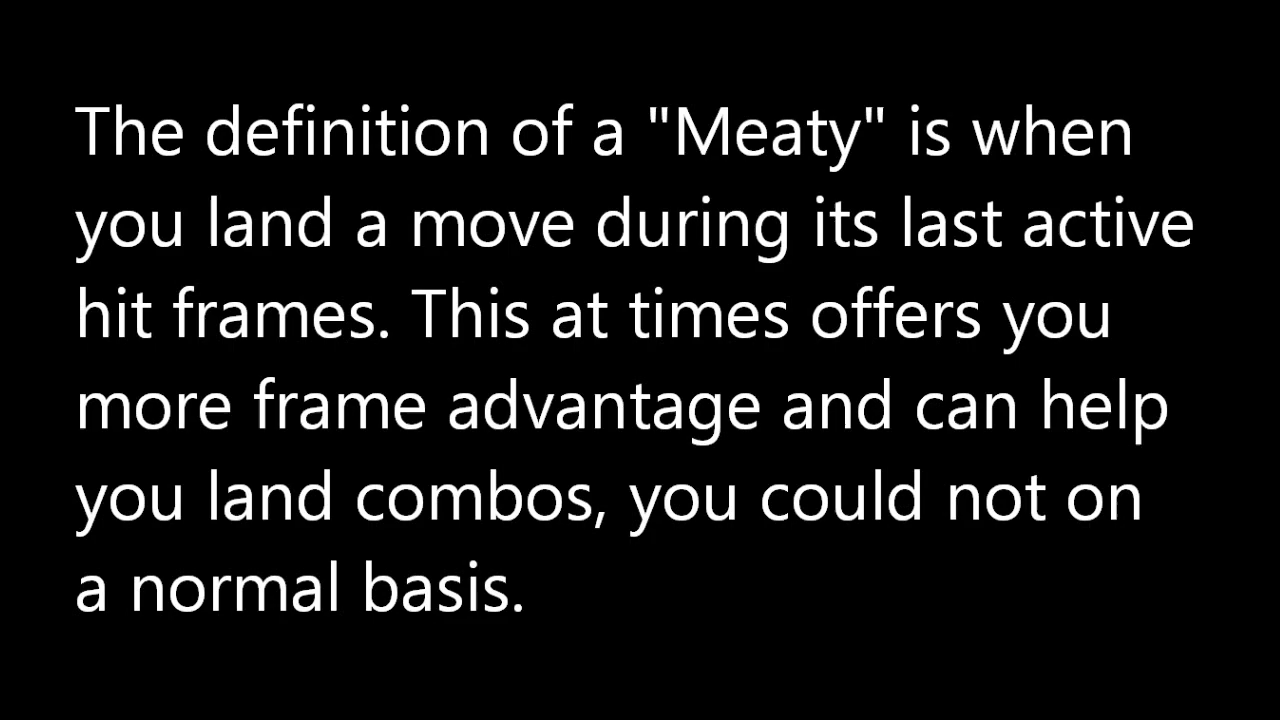 The definition of a "Meaty" is when
you land a move during its last active
hit frames. This at times offers you
more frame advantage and can help
you land combos, you could not on
a normal basis.